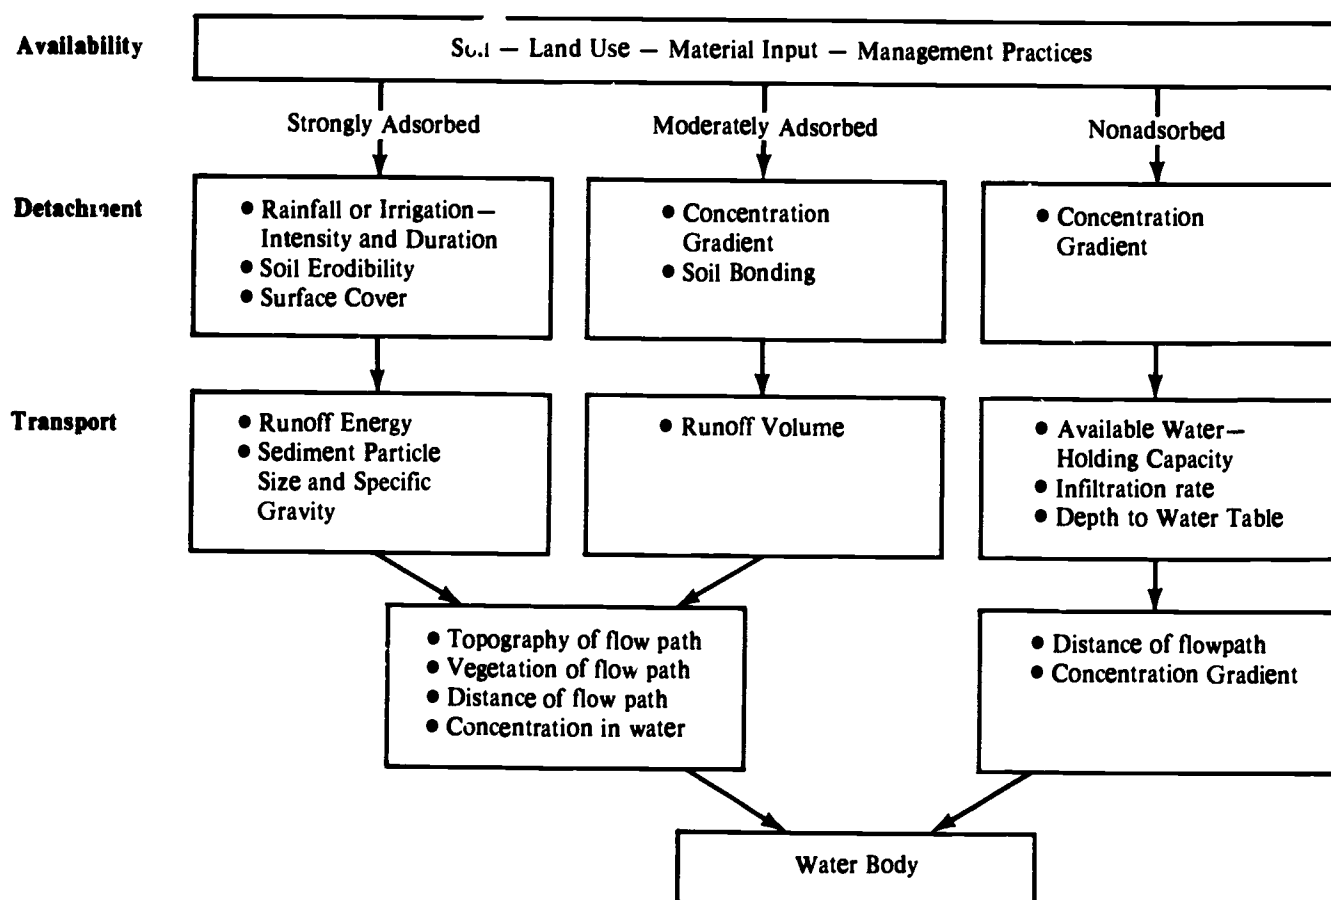 Availability
Soil — Land Use — Material Input — Management Practices
Strongly Adsorbed
Moderately Adsorbed
Nonadsorbed
Detachment
• Rainfall or Irrigation—
Intensity and Duration
• Soil Erodibility
• Surface Cover
• Concentration
Gradient
• Soil Bonding
• Concentration
Gradient
Transport
• Runoff Energy
• Sediment Particle
Size and Specific
Gravity
• Runoff Volume
• Available Water—
Holding Capacity
• Infiltration rate
• Depth to Water Table
• Topography of flow path
• Vegetation of flow path
• Distance of flow path
• Concentration in water
• Distance of flowpath
• Concentration Gradient
Water Body